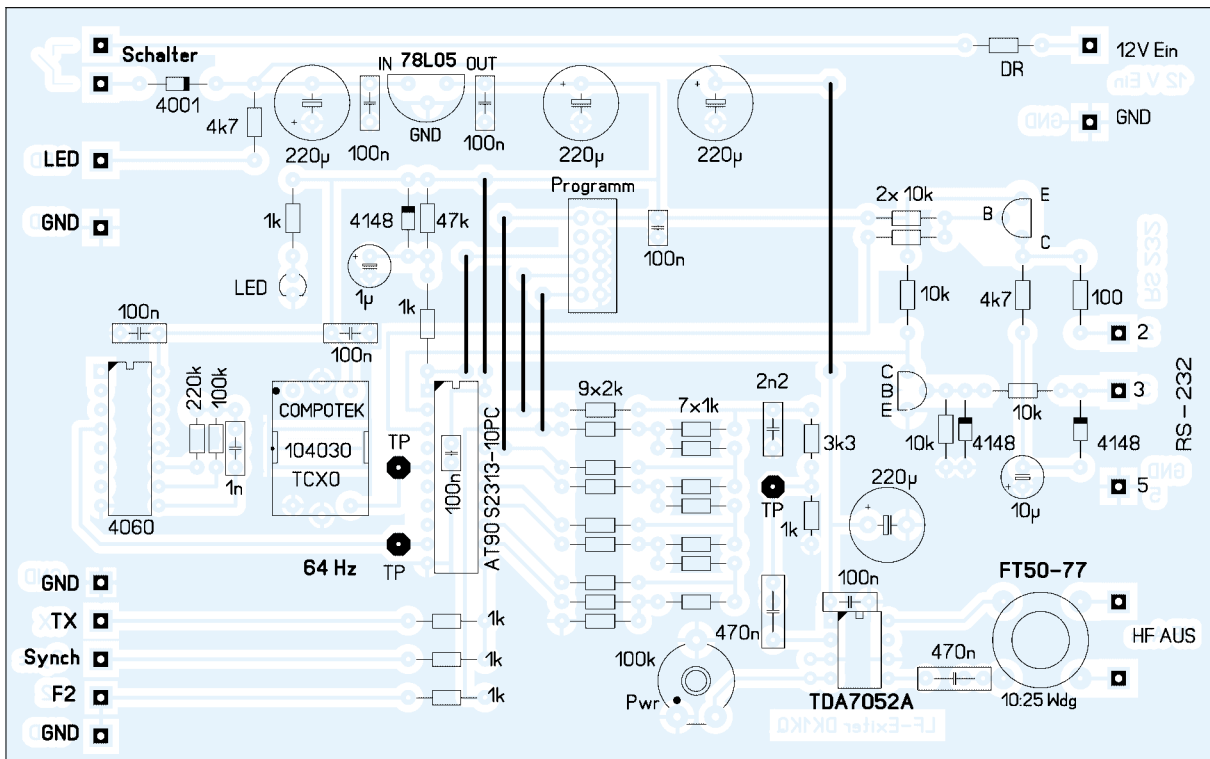 Schalter
78L05
IN
OUT
GND
4001
4k7
220µ
100n
100n
220µ
220µ
DR
12V Ein
12 V Ein
GND
GND
LED
GND
1k
4148
47k
Programm
100n
2x 10k
E
B
C
RS 232
LED
1µ
1k
10k
4k7
100
2
100n
100n
220k
100k
1n
4060
COMPOTEK
104030
TCXO
TP
100n
AT90 S2313-10PC
9x2k
7x1k
2n2
3k3
TP
1k
C
B
E
10k
10k
4148
4148
3
RS-232
10µ
220µ
5
GND
5
64 Hz
TP
GND
TX
Synch
F2
GND
1k
1k
1k
100k
Pwr
470n
100n
TDA7052A
470n
FT50-77
10:25 Wdg
HF AUS
LF-Exiter DK1KQ